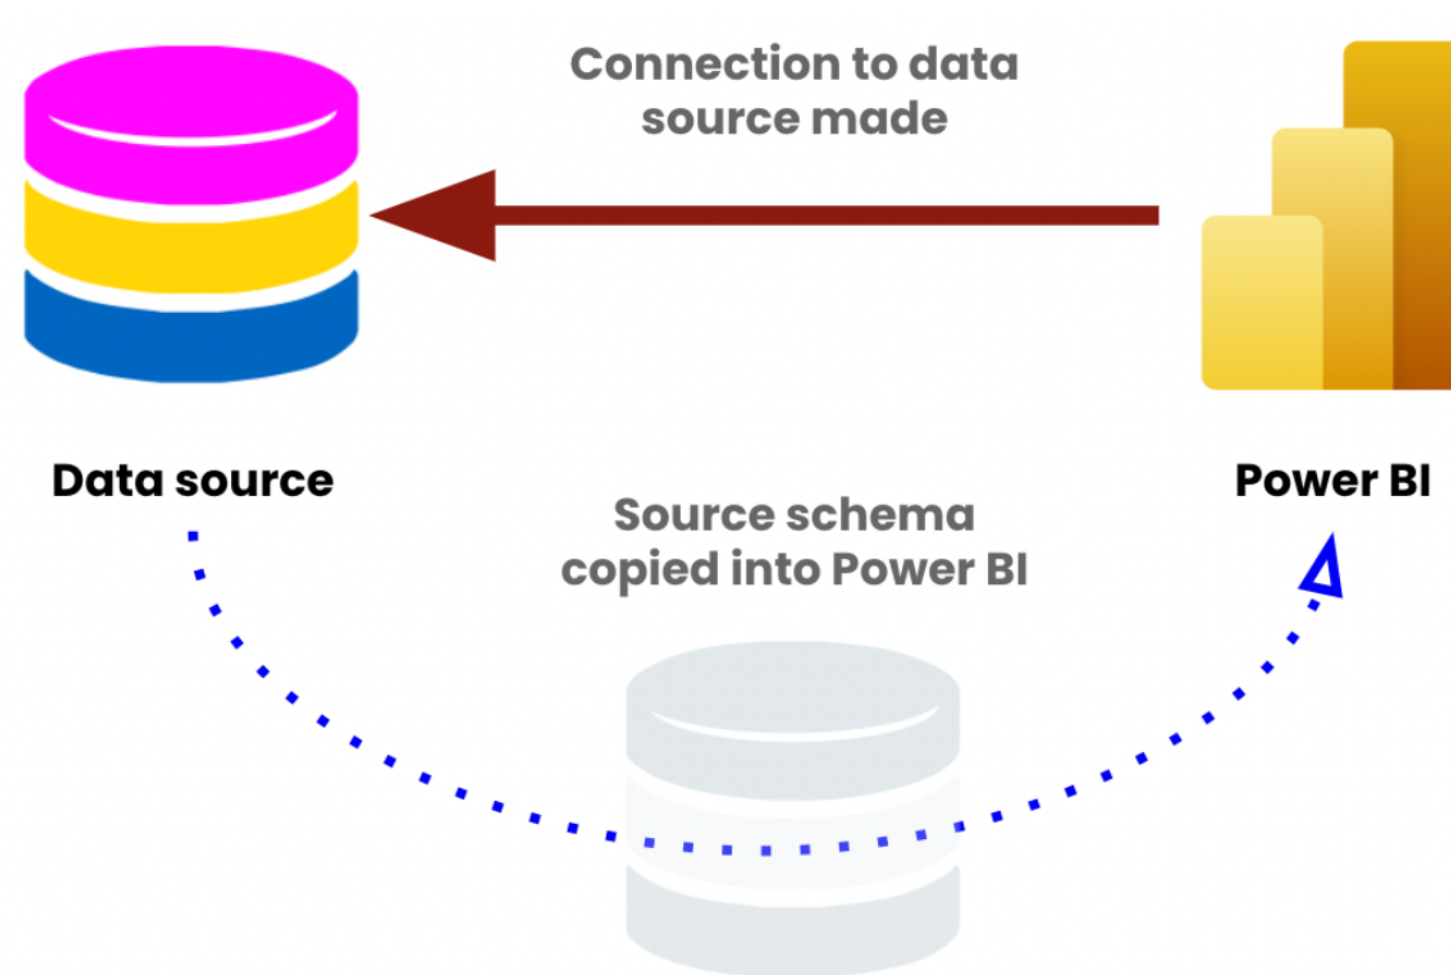 Connection to data
source made
Data source
Power BI
Source schema
copied into Power BI